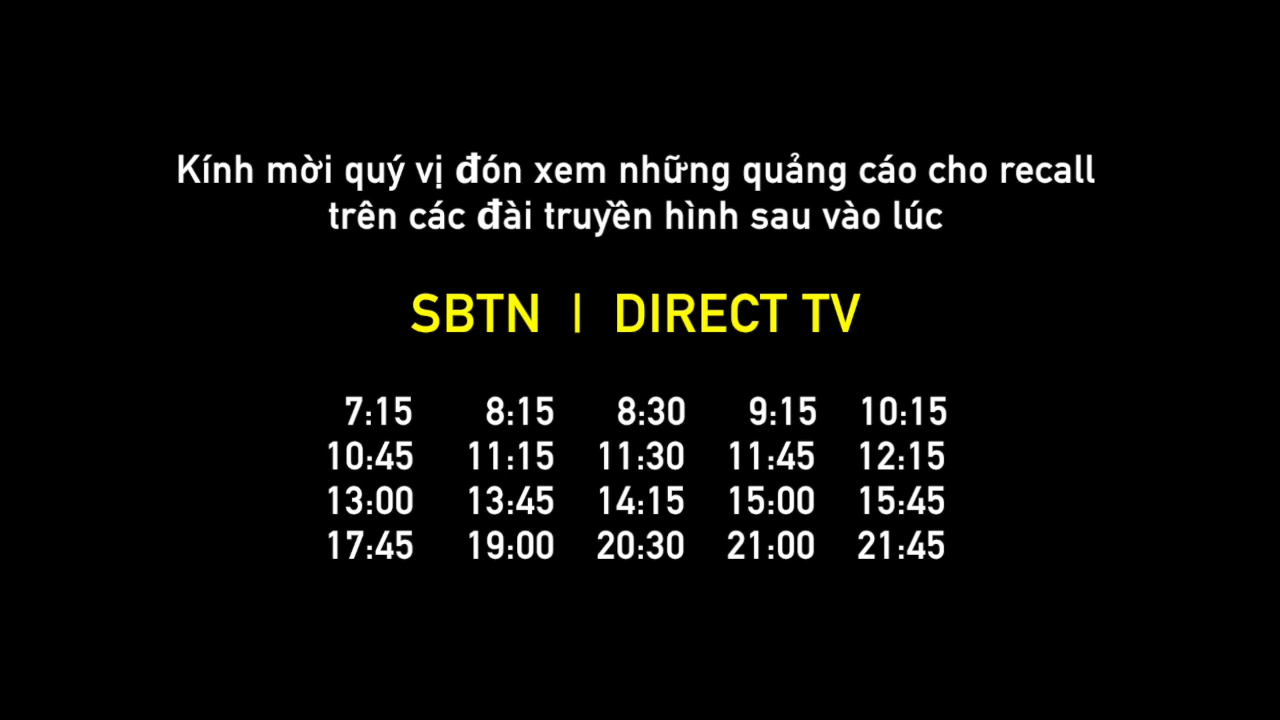 Kính mời quý vị đón xem những quảng cáo cho recall
trên các đài truyền hình sau vào lúc
SBTN | DIRECT TV
7:15 8:15 8:30 9:15 10:15
10:45 11:15 11:30 11:45 12:15
13:00 13:45 14:15 15:00 15:45
17:45 19:00 20:30 21:00 21:45